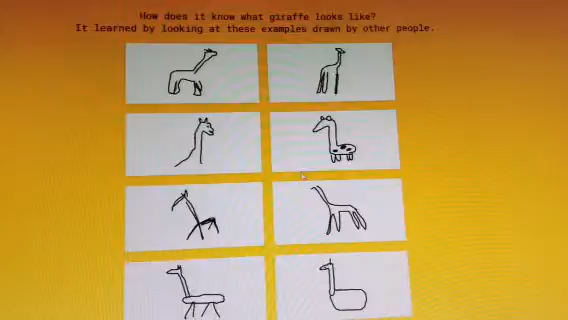 How does it know what giraffe looks like?
It learned by looking at these examples drawn by other people.